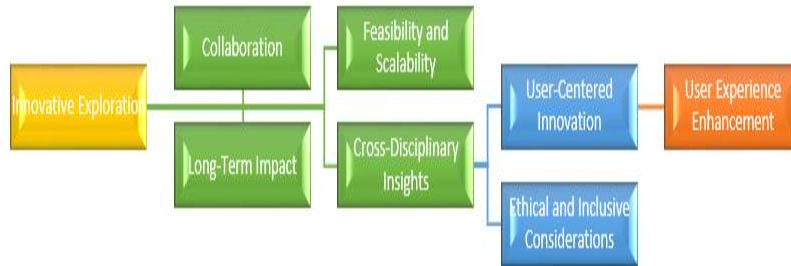 Innovative Exploration
Collaboration
Long-Term Impact
Feasibility and
Scalability
Cross-Disciplinary
Insights
User-Centered
Innovation
Ethical and Inclusive
Considerations
User Experience
Enhancement